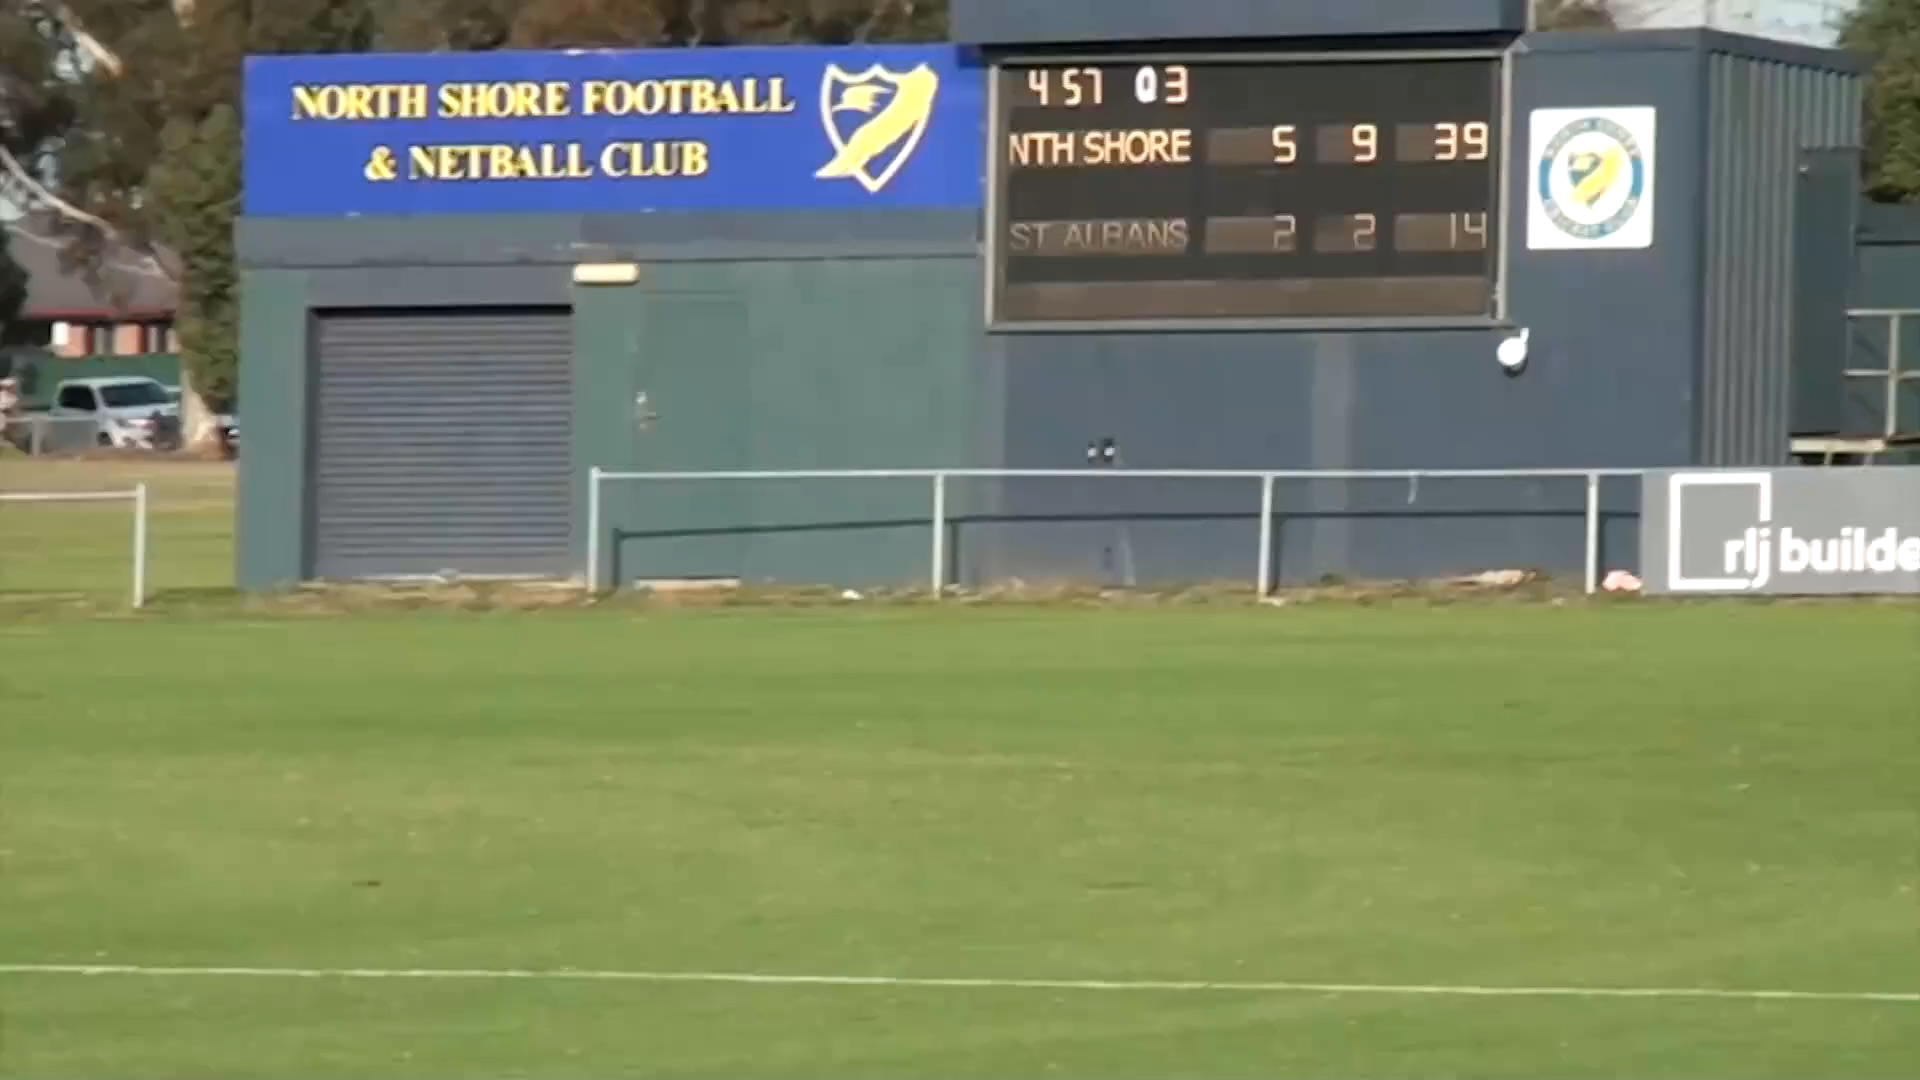 NORTH SHORE FOOTBALL
& NETBALL CLUB
4 57 Q3
NTH SHORE 5 9 39
ST ALBANS 2 2 14
rlj builde